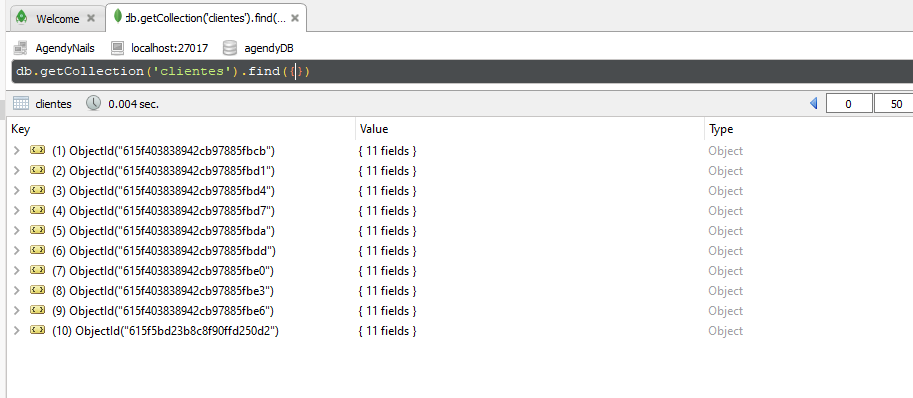 Welcome
db.getCollection('clientes').find(...
AgendyNails localhost:27017 agendyDB
db.getCollection('clientes').find({})
clientes 0.004 sec. 0 50
Key Value Type
(1) ObjectId("615f403838942cb97885fbcb") { 11 fields } Object
(2) ObjectId("615f403838942cb97885fbd1") { 11 fields } Object
(3) ObjectId("615f403838942cb97885fbd4") { 11 fields } Object
(4) ObjectId("615f403838942cb97885fbd7") { 11 fields } Object
(5) ObjectId("615f403838942cb97885fbda") { 11 fields } Object
(6) ObjectId("615f403838942cb97885fbdd") { 11 fields } Object
(7) ObjectId("615f403838942cb97885fbe0") { 11 fields } Object
(8) ObjectId("615f403838942cb97885fbe3") { 11 fields } Object
(9) ObjectId("615f403838942cb97885fbe6") { 11 fields } Object
(10) ObjectId("615f5bd23b8c8f90ffd250d2") { 11 fields } Object